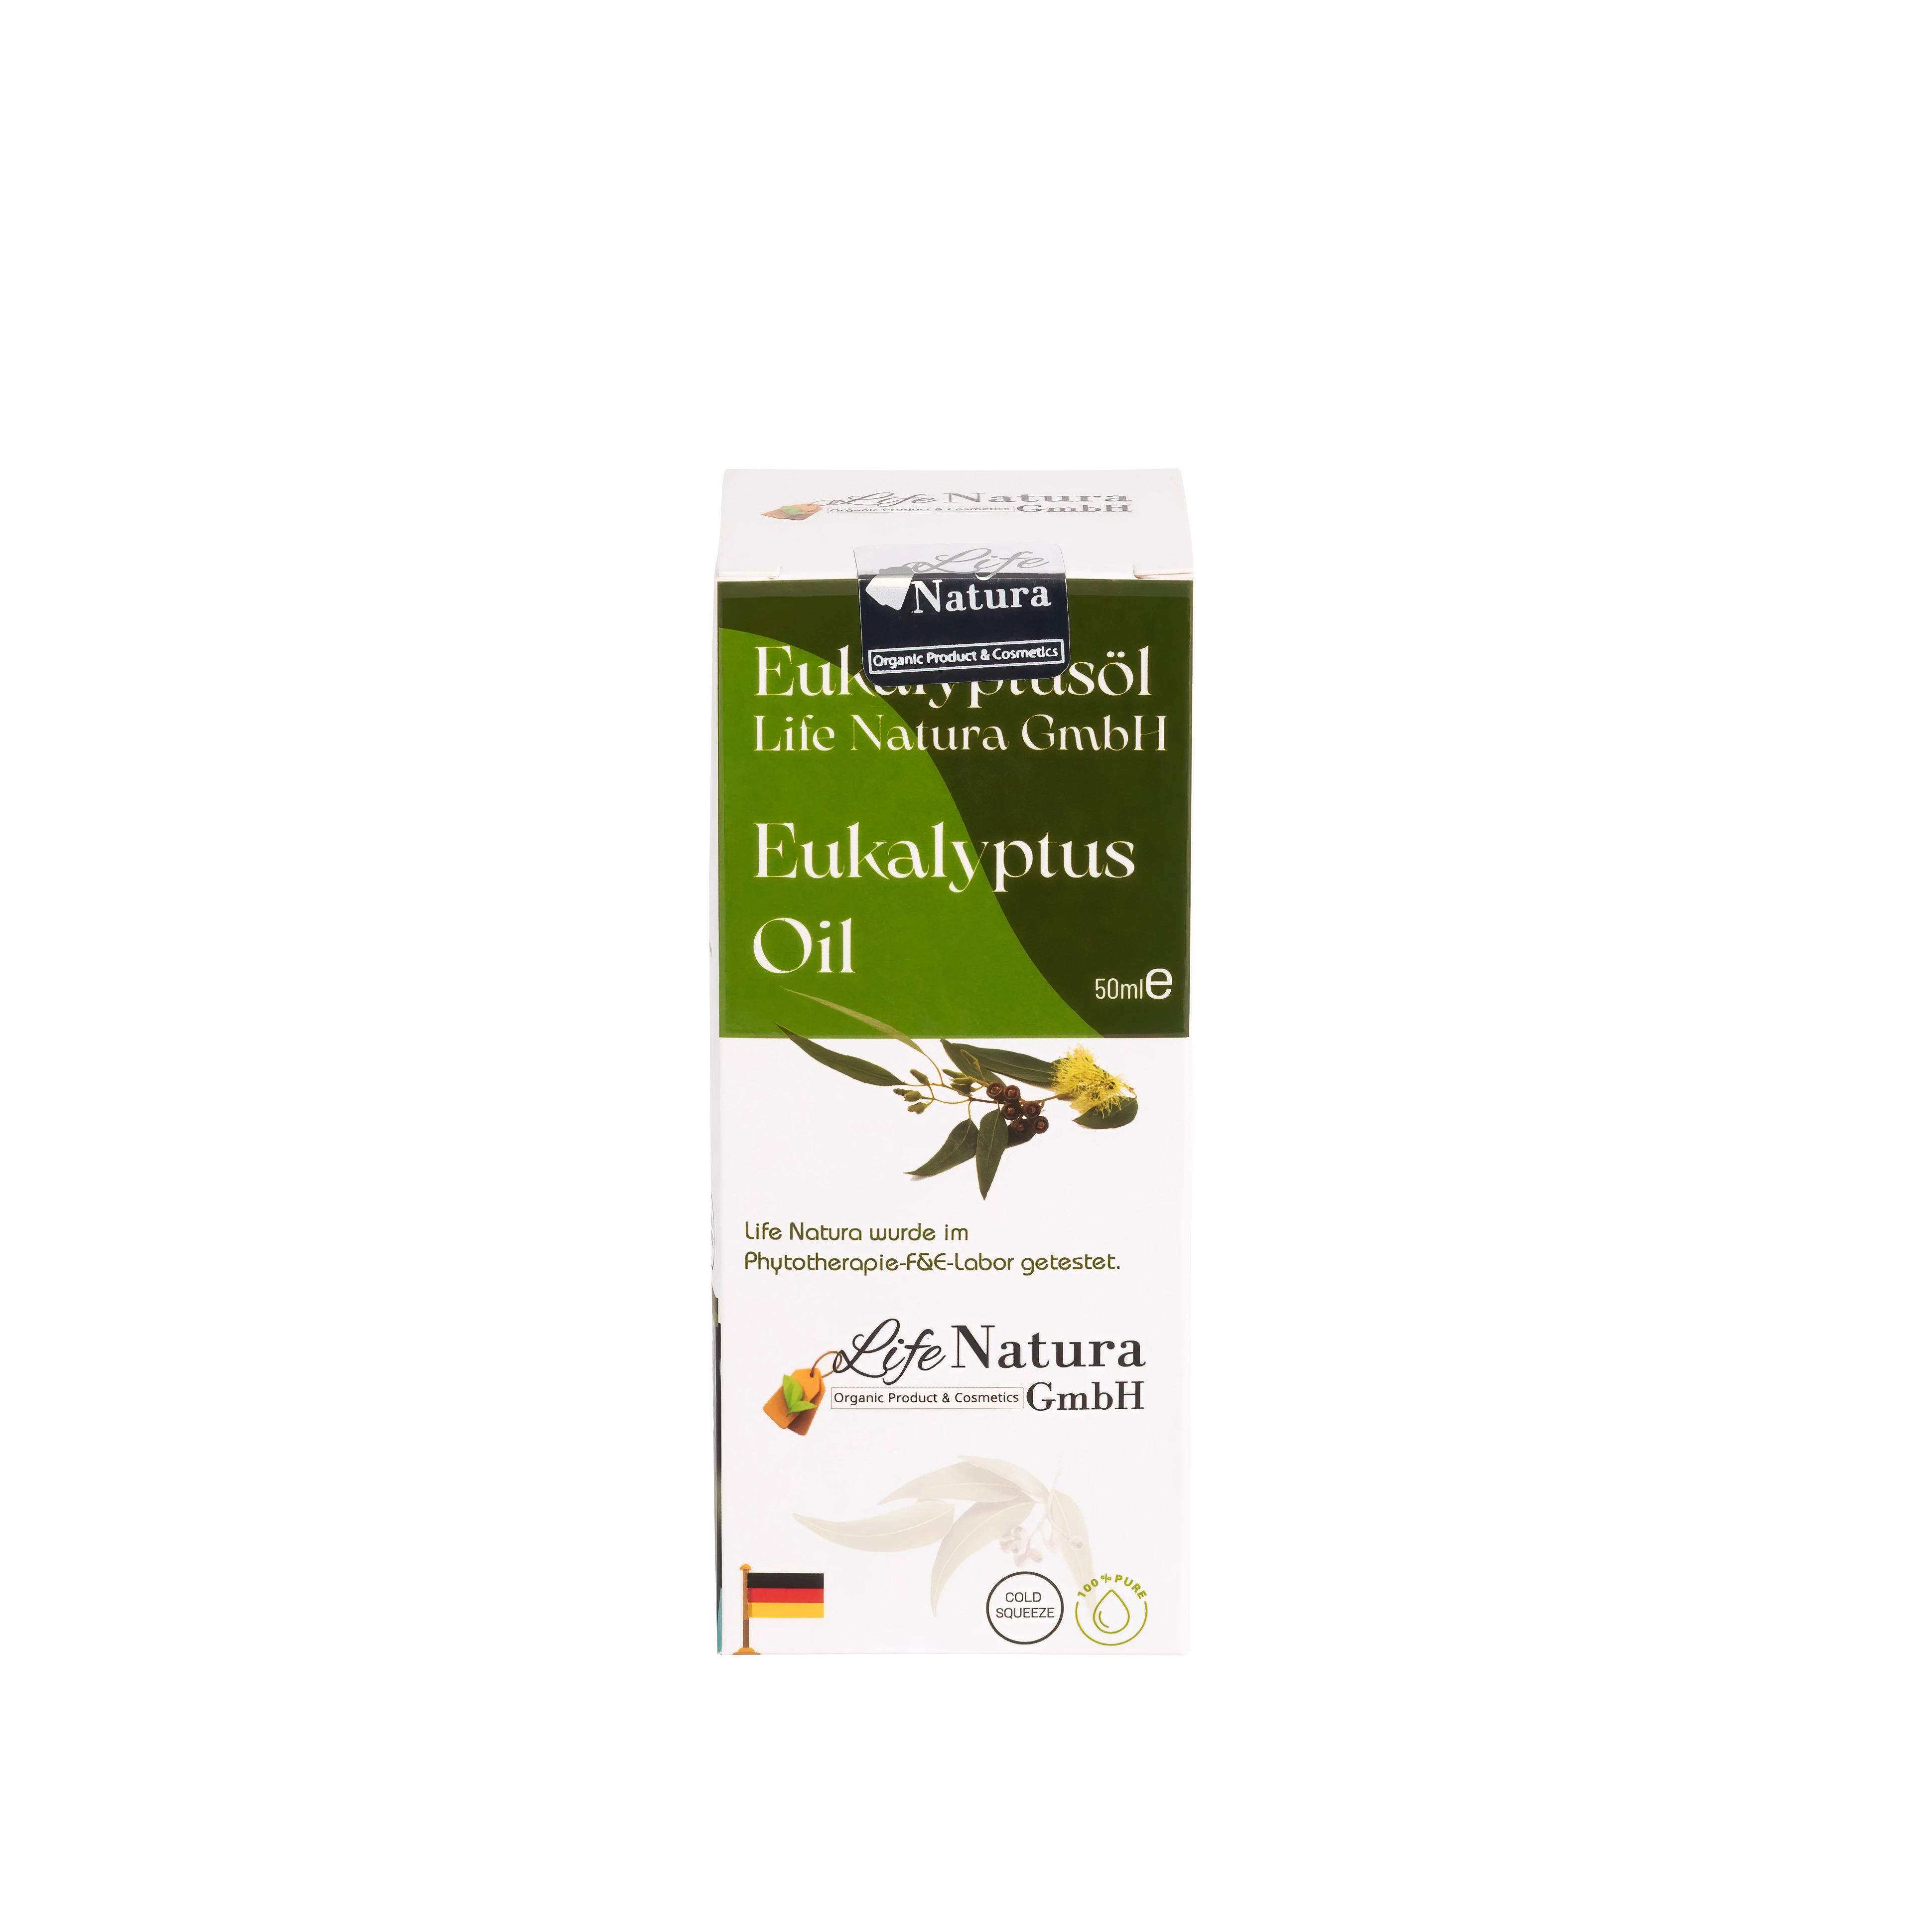 Life Natura
Organic Product & Cosmetics GmbH
Life
Natura
Organic Product & Cosmetics
Eukalyptusöl
Life Natura GmbH
Eukalyptus
Oil
50ml e
Life Natura wurde im
Phytotherapie-F&E-Labor getestet.
Life Natura
Organic Product & Cosmetics GmbH
COLD
SQUEEZE
100% PURE